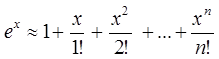 e^x ≈ 1 + x/1! + x^2/2! + ... + x^n/n!